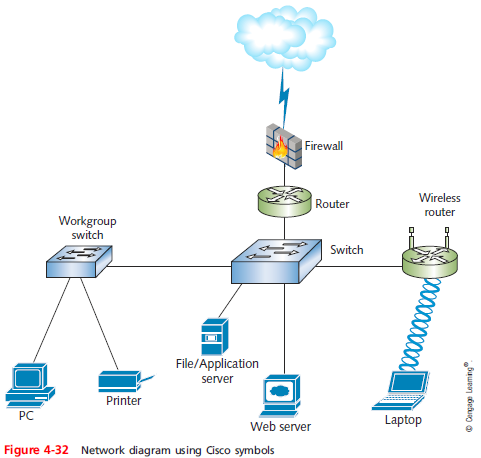 Firewall
Router
Wireless
router
Workgroup
switch
Switch
File/Application
server
PC
Printer
Web server
Laptop
© Cengage Learning®
Figure 4-32 Network diagram using Cisco symbols